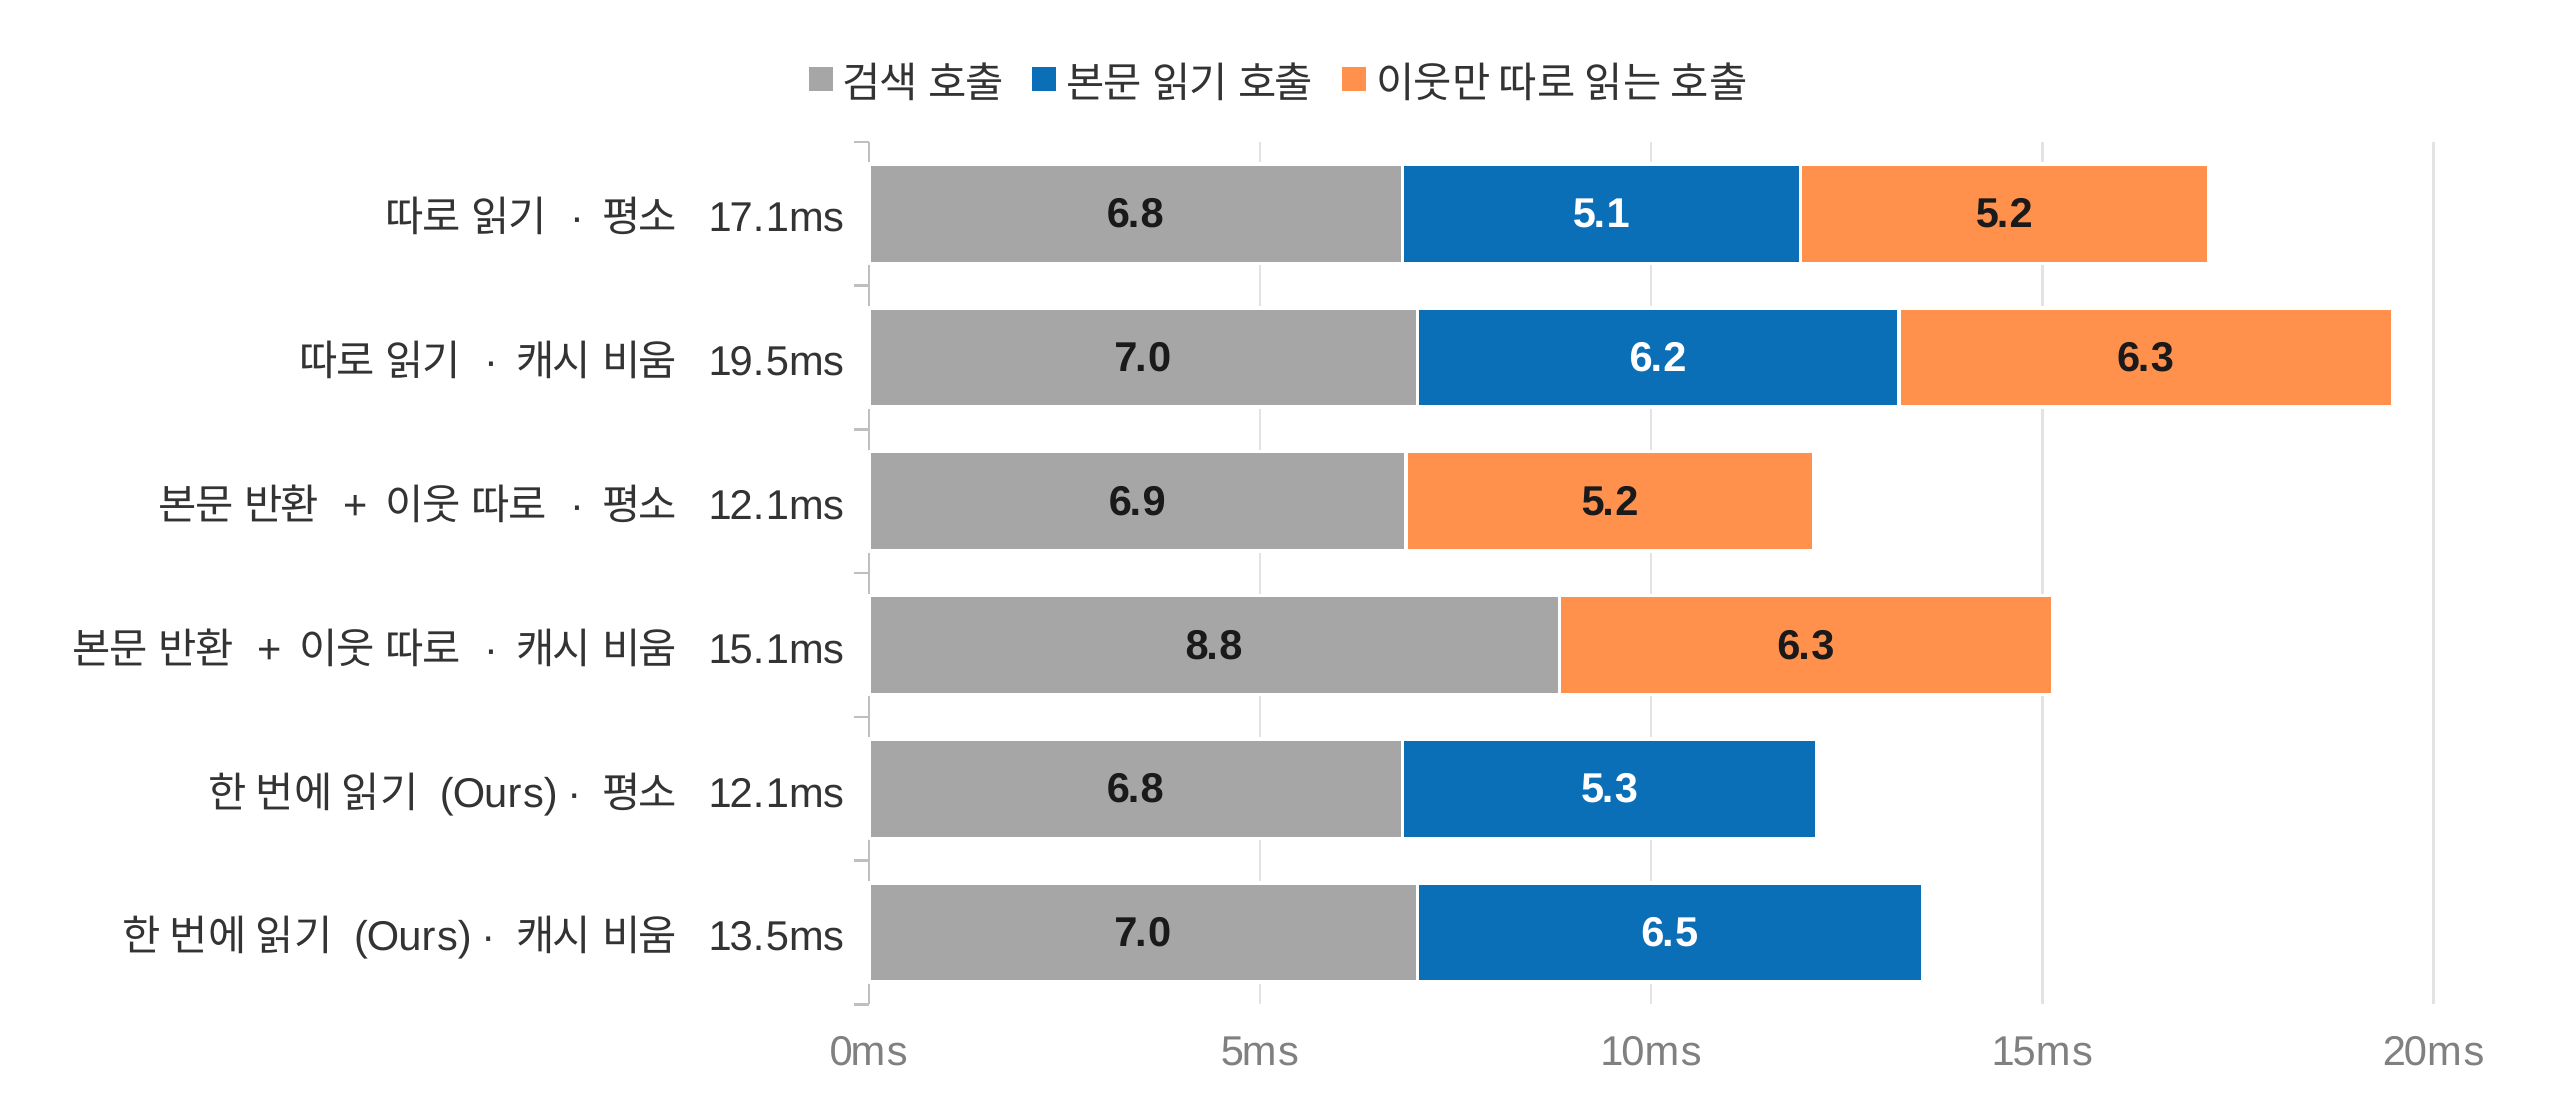 검색 호출 본문 읽기 호출 이웃만 따로 읽는 호출
따로 읽기 · 평소 17.1ms 6.8 5.1 5.2
따로 읽기 · 캐시 비움 19.5ms 7.0 6.2 6.3
본문 반환 + 이웃 따로 · 평소 12.1ms 6.9 5.2
본문 반환 + 이웃 따로 · 캐시 비움 15.1ms 8.8 6.3
한 번에 읽기 (Ours) · 평소 12.1ms 6.8 5.3
한 번에 읽기 (Ours) · 캐시 비움 13.5ms 7.0 6.5
0ms 5ms 10ms 15ms 20ms